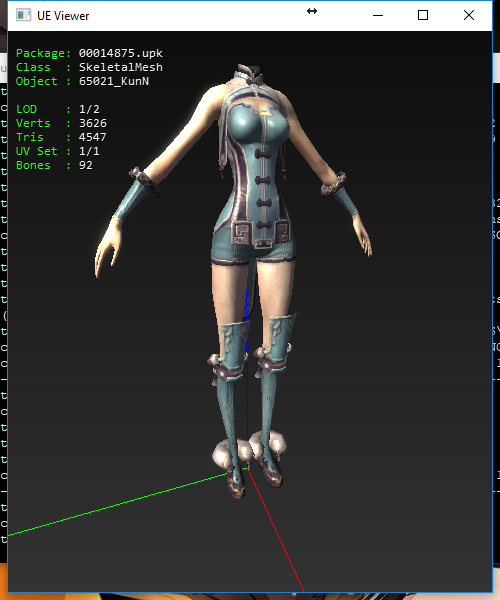 UE Viewer
Package: 00014875.upk
Class  : SkeletalMesh
Object : 65021_KunN
LOD    : 1/2
Verts  : 3626
Tris   : 4547
UV Set : 1/1
Bones  : 92